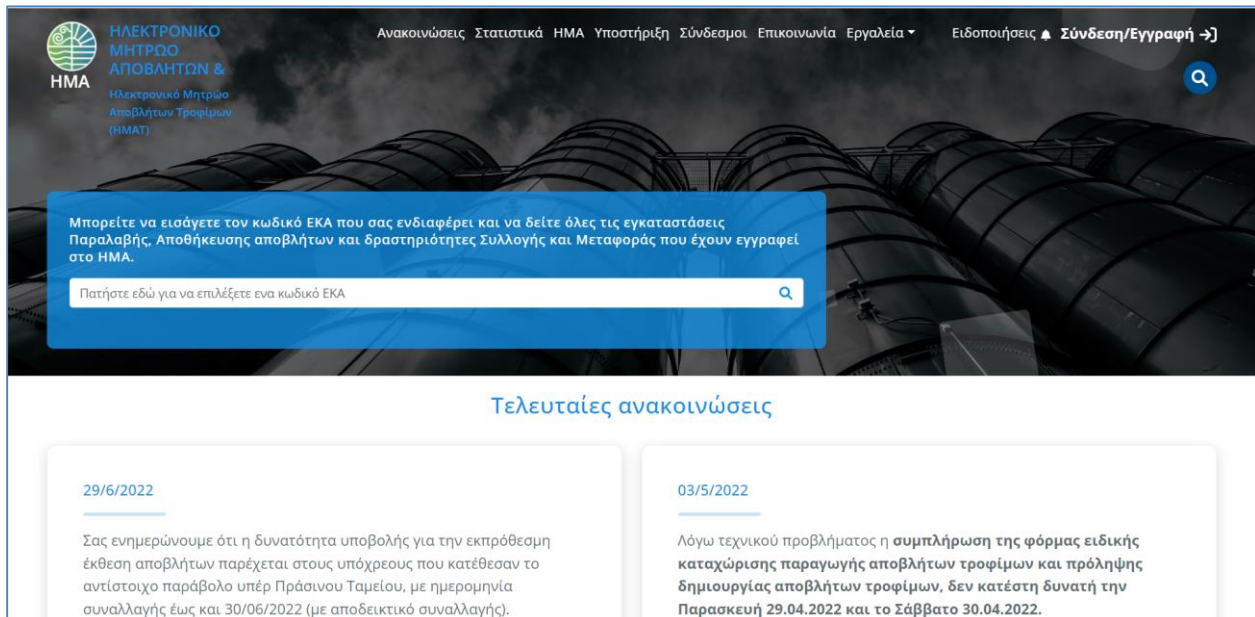 ΗΛΕΚΤΡΟΝΙΚΟ
ΜΗΤΡΩΟ
ΑΠΟΒΛΗΤΩΝ &
Ηλεκτρονικό Μητρώο
Αποβλήτων Τροφίμων
(ΗΜΑΤ)
ΗΜΑ
Ανακοινώσεις Στατιστικά ΗΜΑ Υποστήριξη Σύνδεσμοι Επικοινωνία Εργαλεία Ειδοποιήσεις Σύνδεση/Εγγραφή
Μπορείτε να εισάγετε τον κωδικό ΕΚΑ που σας ενδιαφέρει και να δείτε όλες τις εγκαταστάσεις
Παραλαβής, Αποθήκευσης αποβλήτων και δραστηριότητες Συλλογής και Μεταφοράς που έχουν εγγραφεί
στο ΗΜΑ.
Πατήστε εδώ για να επιλέξετε ενα κωδικό ΕΚΑ
Τελευταίες ανακοινώσεις
29/6/2022
Σας ενημερώνουμε ότι η δυνατότητα υποβολής για την εκπρόθεσμη
έκθεση αποβλήτων παρέχεται στους υπόχρεους που κατέθεσαν το
αντίστοιχο παράβολο υπέρ Πράσινου Ταμείου, με ημερομηνία
συναλλαγής έως και 30/06/2022 (με αποδεικτικό συναλλαγής).
03/5/2022
Λόγω τεχνικού προβλήματος η συμπλήρωση της φόρμας ειδικής
καταχώρισης παραγωγής αποβλήτων τροφίμων και πρόληψης
δημιουργίας αποβλήτων τροφίμων, δεν κατέστη δυνατή την
Παρασκευή 29.04.2022 και το Σάββατο 30.04.2022.